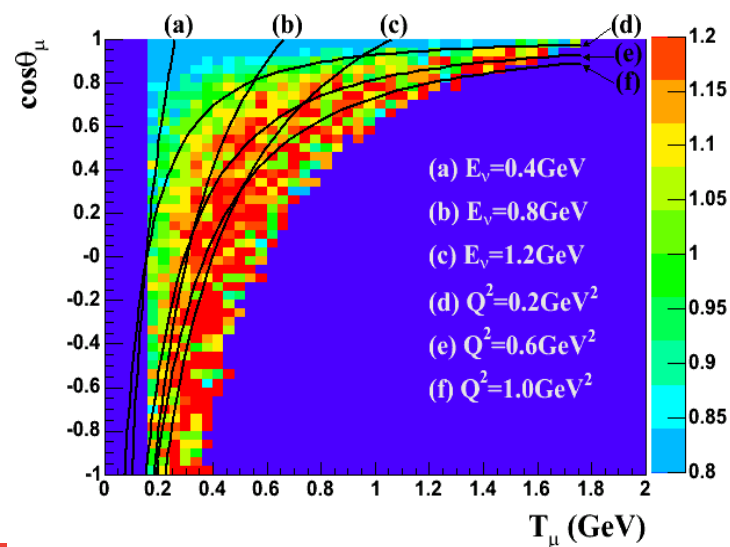 (a) (b) (c) (d)
(e)
(f)
cosθμ
1
0.8
0.6
0.4
0.2
-0
-0.2
-0.4
-0.6
-0.8
-1
(a) Eν=0.4GeV
(b) Eν=0.8GeV
(c) Eν=1.2GeV
(d) Q²=0.2GeV²
(e) Q²=0.6GeV²
(f) Q²=1.0GeV²
1.2
1.15
1.1
1.05
1
0.95
0.9
0.85
0.8
0 0.2 0.4 0.6 0.8 1 1.2 1.4 1.6 1.8 2
Tμ (GeV)